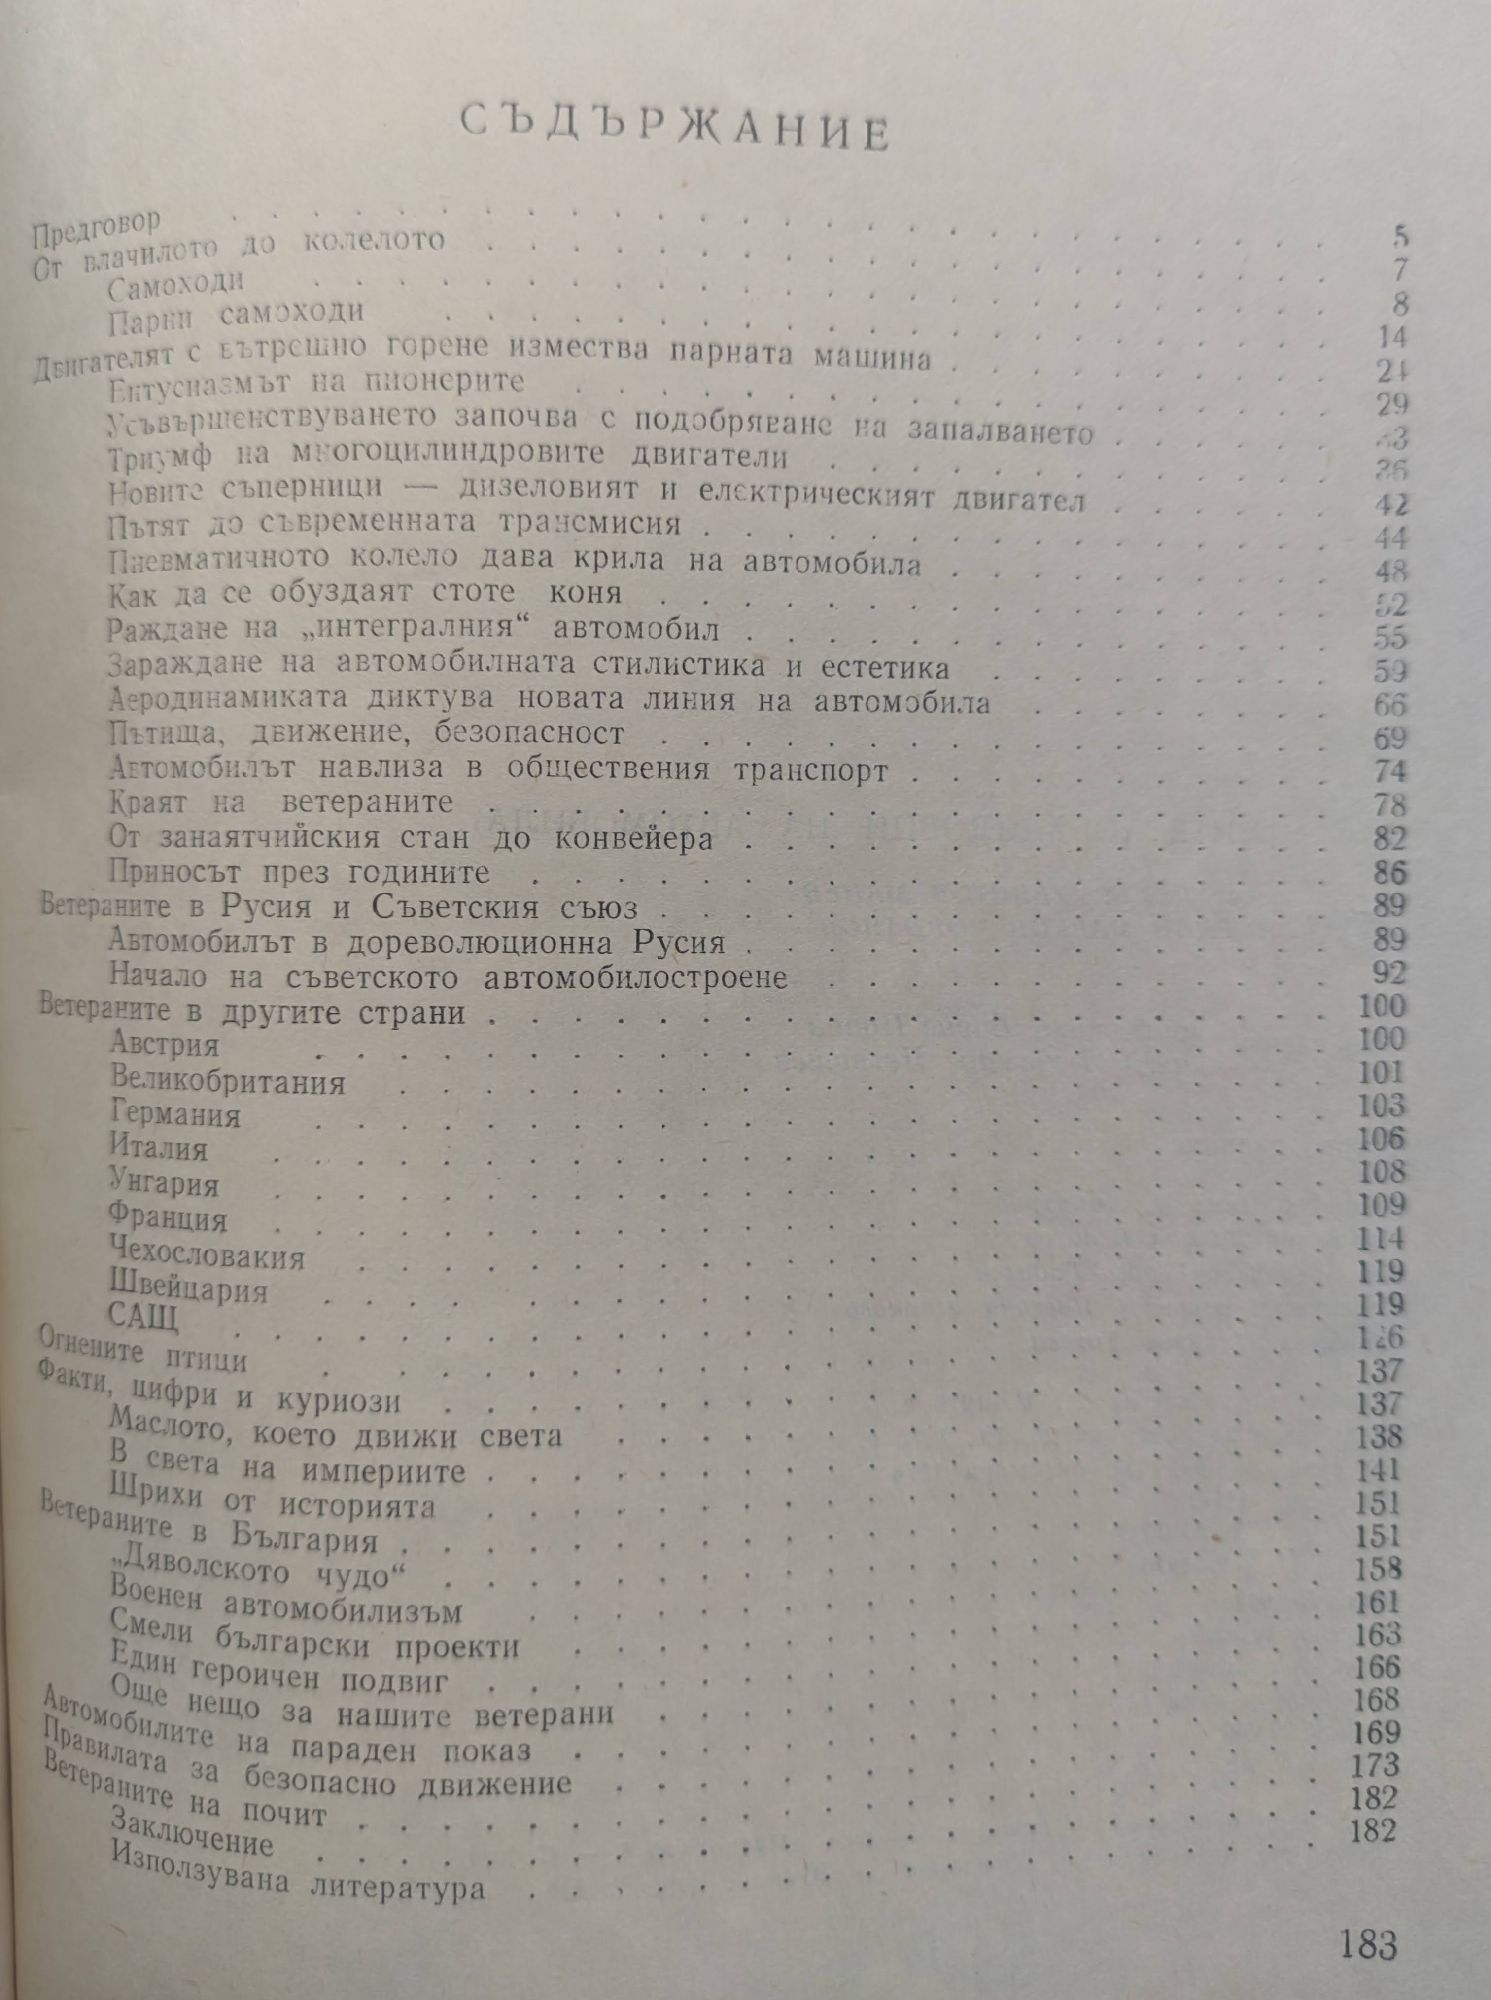 СЪДЪРЖАНИЕ
Предговор . . . 5
От влачилото до колелото . . . 7
Самоходи . . . 8
Парни самоходи . . . 14
Двигателят с вътрешно горене измества парната машина . . . 24
Ентусиазмът на пионерите . . . 29
Усъвършенствуването започва с подобряване на запалването . . . 33
Триумф на многоцилиндровите двигатели . . . 36
Новите съперници — дизеловият и електрическият двигател . . . 42
Пътят до съвременната трансмисия . . . 44
Пневматичното колело дава крила на автомобила . . . 48
Как да се обуздаят стоте коня . . . 52
Раждане на „интегралния“ автомобил . . . 55
Зараждане на автомобилната стилистика и естетика . . . 59
Аеродинамиката диктува новата линия на автомобила . . . 66
Пътища, движение, безопасност . . . 69
Автомобилът навлиза в обществения транспорт . . . 74
Краят на ветераните . . . 78
От занаятчийския стан до конвейера . . . 82
Приносът през годините . . . 86
Ветераните в Русия и Съветския съюз . . . 89
Автомобилът в дореволюционна Русия . . . 89
Начало на съветското автомобилостроене . . . 92
Ветераните в другите страни . . . 100
Австрия . . . 100
Великобритания . . . 101
Германия . . . 103
Италия . . . 106
Унгария . . . 108
Франция . . . 109
Чехословакия . . . 114
Швейцария . . . 119
САЩ . . . 119
Огнените птици . . . 126
Факти, цифри и куриози . . . 137
Маслото, което движи света . . . 137
В света на империите . . . 138
Шрихи от историята . . . 141
Ветераните в България . . . 151
„Дяволското чудо“ . . . 151
Военен автомобилизъм . . . 158
Смели български проекти . . . 161
Един героичен подвиг . . . 163
Още нещо за нашите ветерани . . . 166
Автомобилите на параден показ . . . 168
Правилата за безопасно движение . . . 169
Ветераните на почит . . . 173
Заключение . . . 182
Използувана литература . . . 182
183